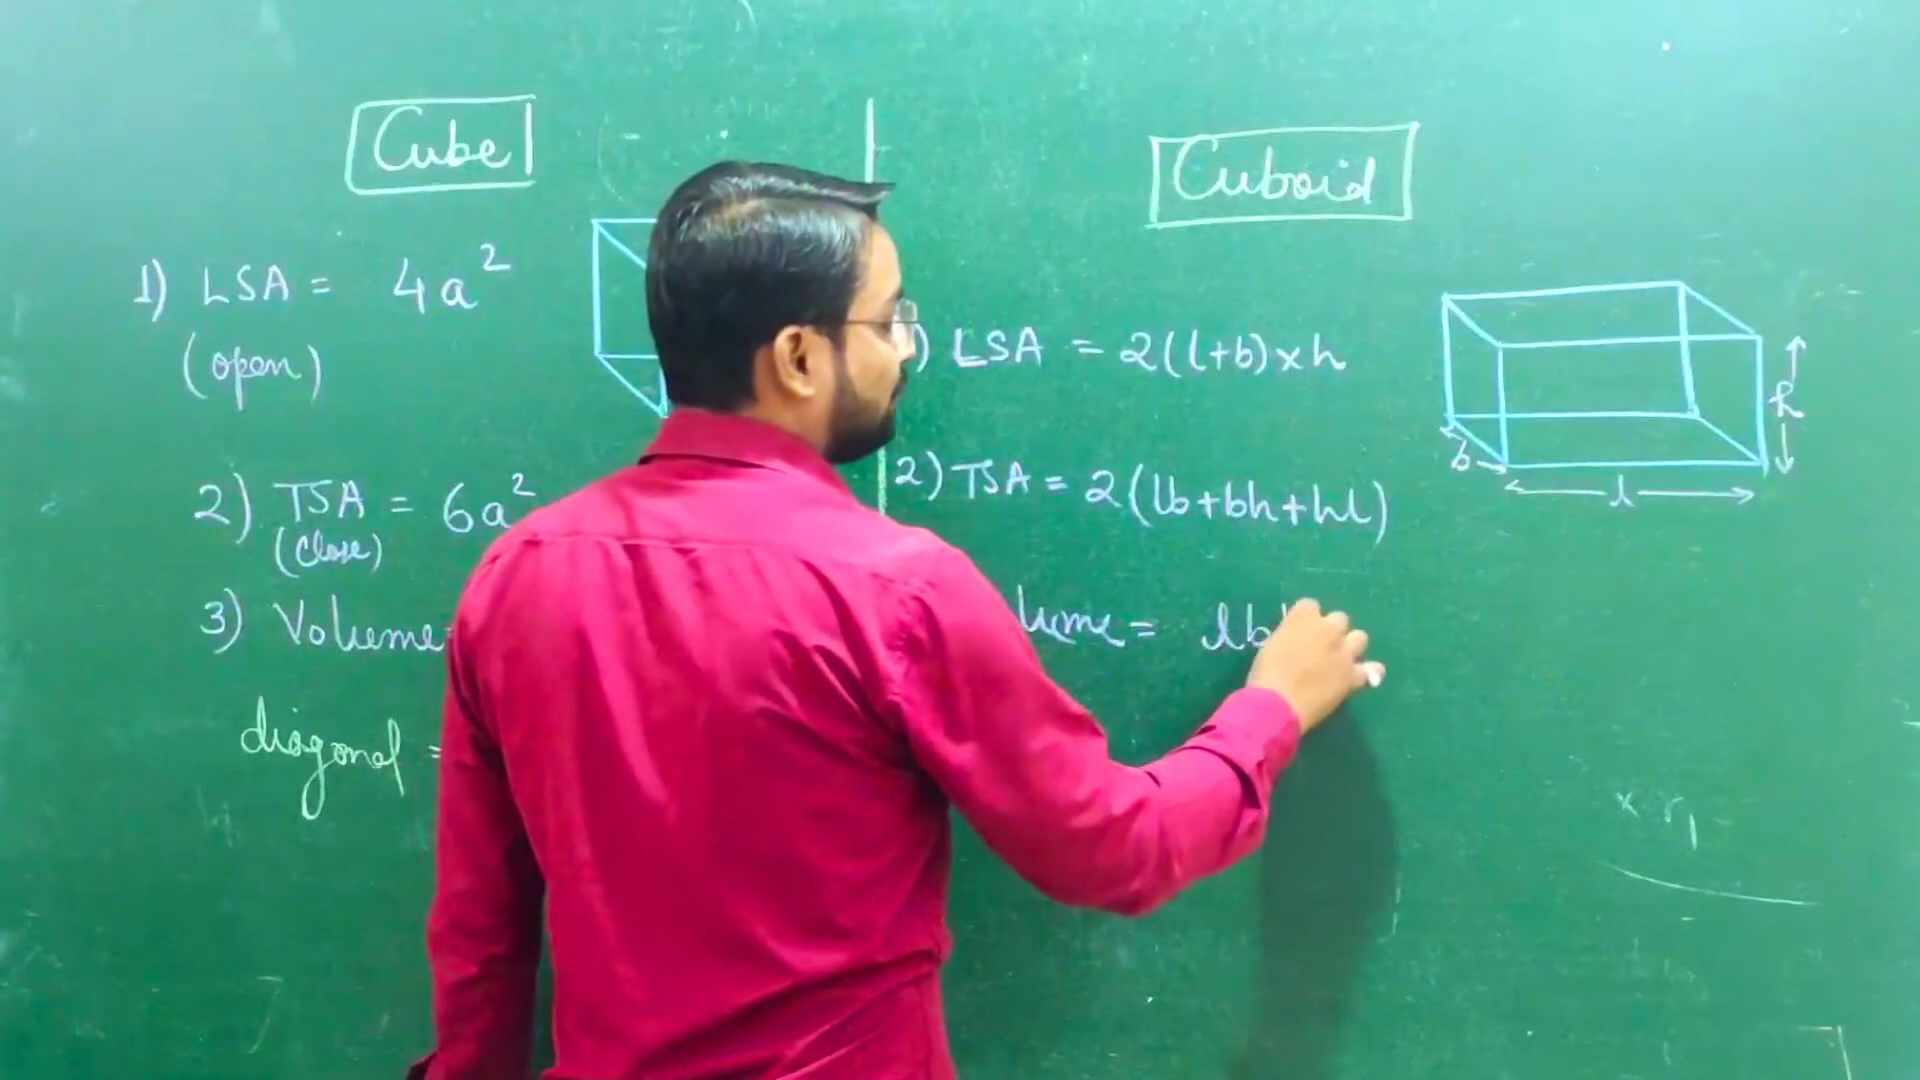 Cube
1) LSA = 4a²
(open)
2) TSA = 6a²
(close)
3) Volume =
diagonal =
Cuboid
) LSA = 2(l+b)xh
2) TSA = 2(lb+bh+hl)
lume = lb
h
b
l